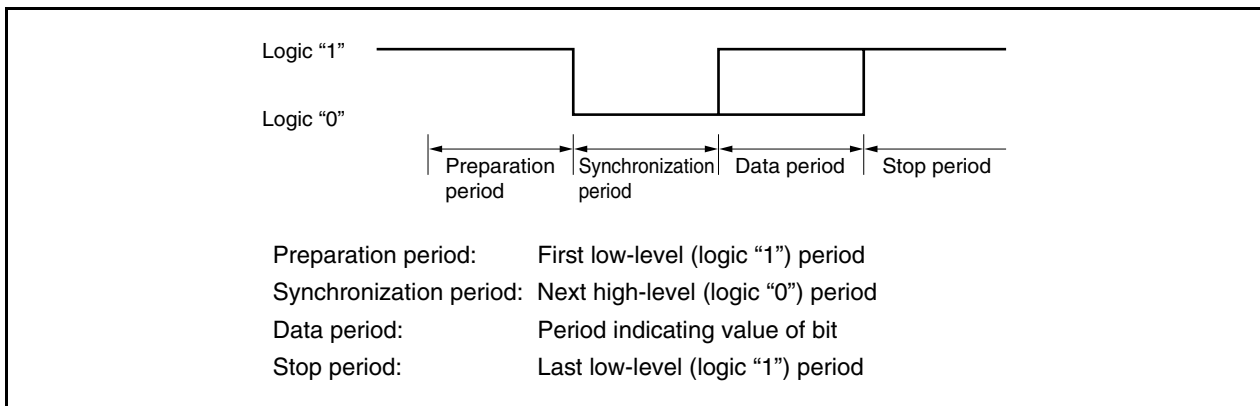 Logic “1”
Logic “0”
Preparation period
Synchronization period
Data period
Stop period
Preparation period: First low-level (logic “1”) period
Synchronization period: Next high-level (logic “0”) period
Data period: Period indicating value of bit
Stop period: Last low-level (logic “1”) period